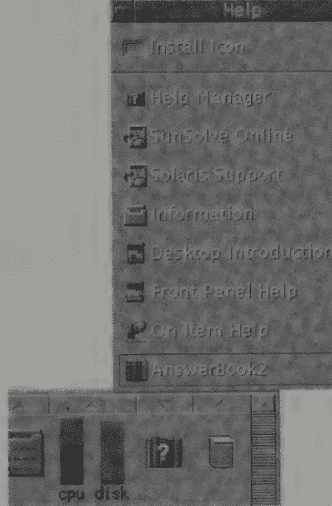 Help
Install Icon
Help Manager
SunSolve Online
Solaris Support
Information
Desktop Introduction
Front Panel Help
On Item Help
AnswerBook2
?
cpu disk